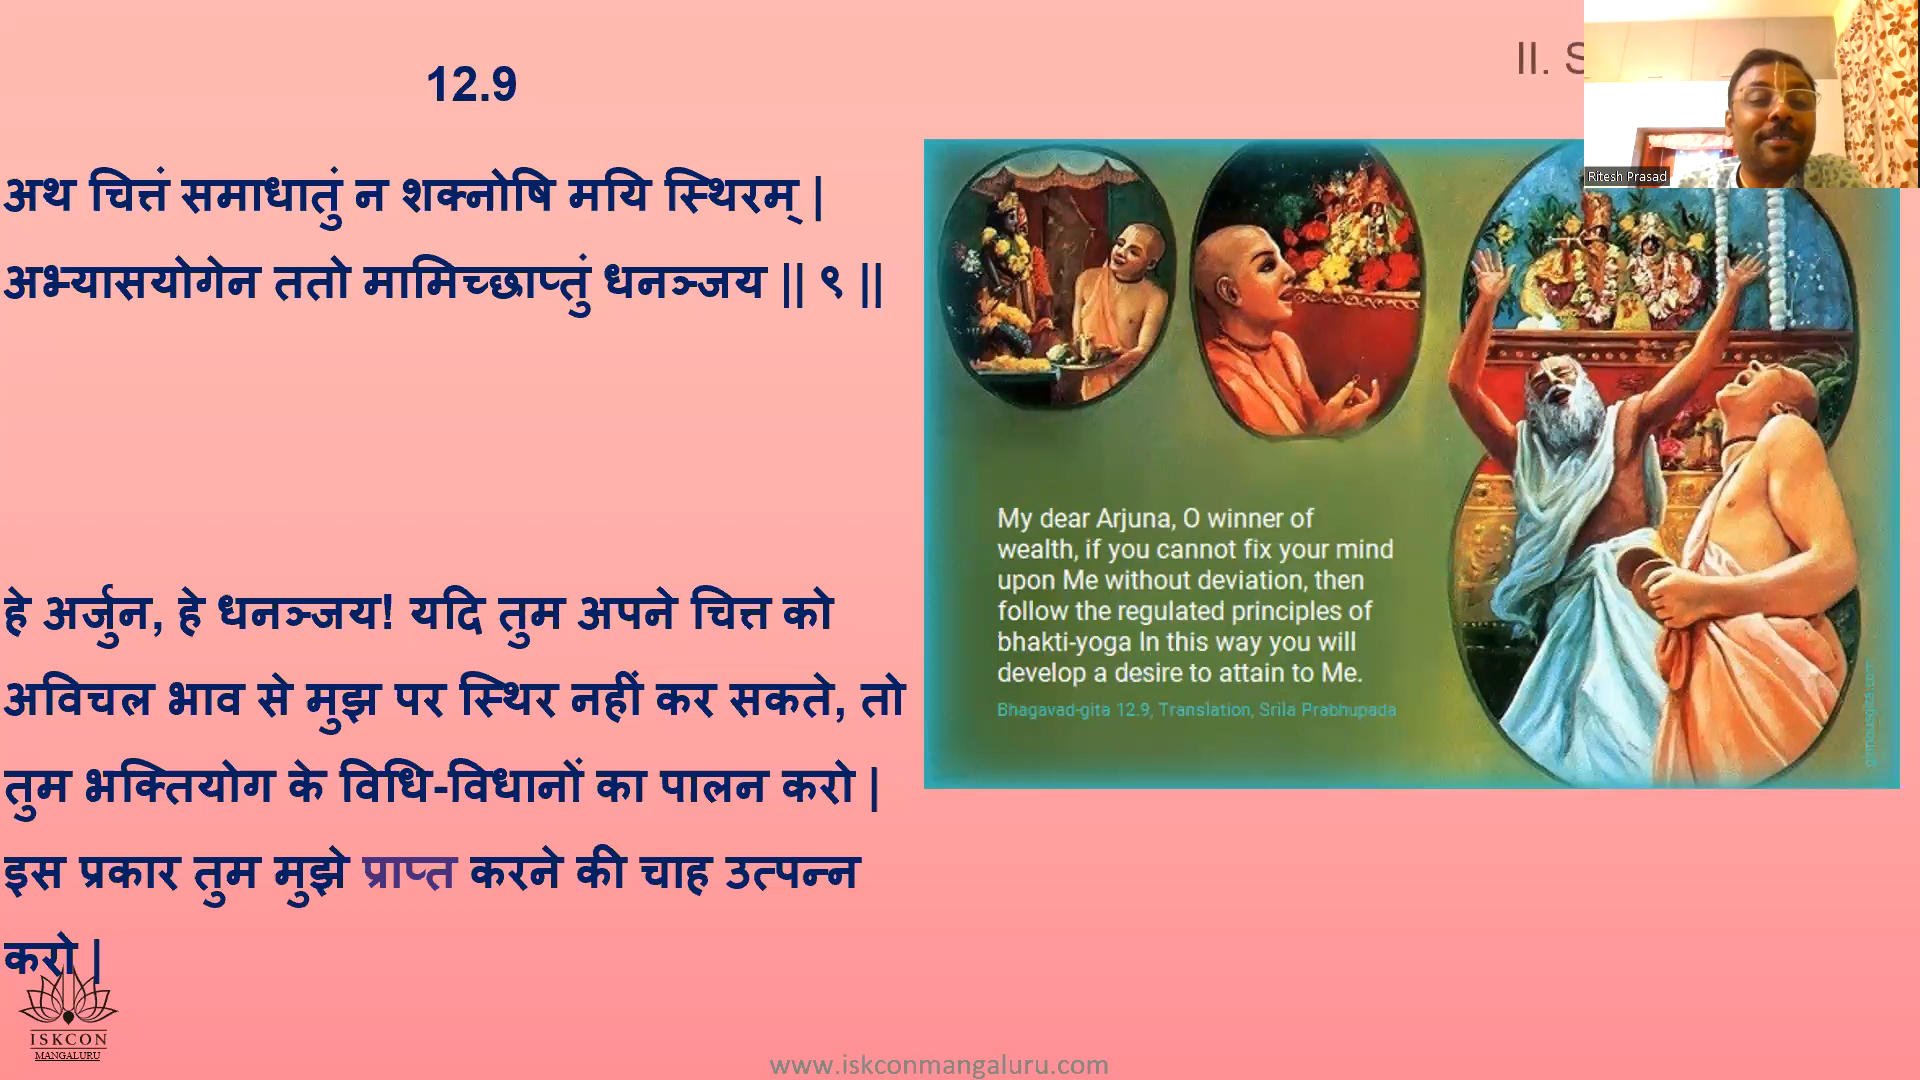 12.9
II. S
Ritesh Prasad
अथ चित्तं समाधातुं न शक्नोषि मयि स्थिरम् |
अभ्यासयोगेन ततो मामिच्छाप्तुं धनञ्जय || ९ ||
हे अर्जुन, हे धनञ्जय! यदि तुम अपने चित्त को
अविचल भाव से मुझ पर स्थिर नहीं कर सकते, तो
तुम भक्तियोग के विधि-विधानों का पालन करो |
इस प्रकार तुम मुझे प्राप्त करने की चाह उत्पन्न
करो |
My dear Arjuna, O winner of
wealth, if you cannot fix your mind
upon Me without deviation, then
follow the regulated principles of
bhakti-yoga In this way you will
develop a desire to attain to Me.
Bhagavad-gita 12.9, Translation, Srila Prabhupada
ISKCON
MANGALURU
www.iskconmangaluru.com